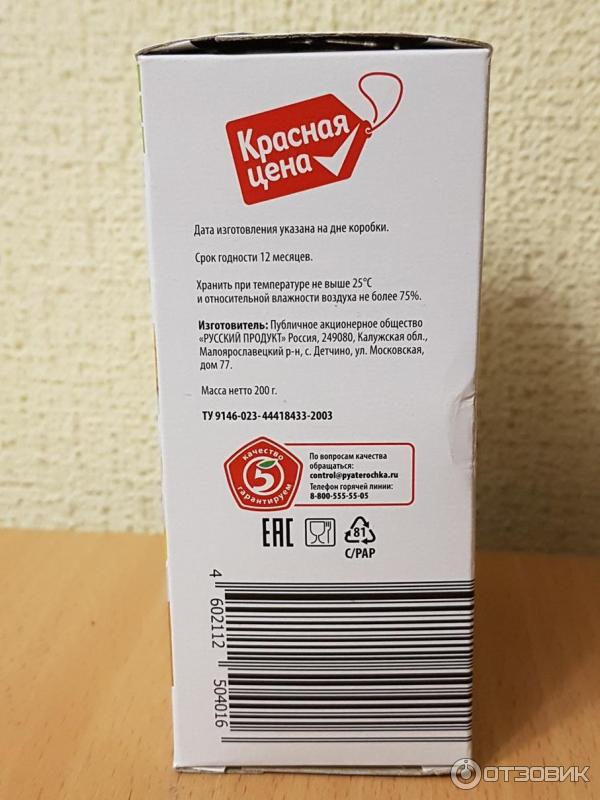 Красная
цена
Дата изготовления указана на дне коробки.
Срок годности 12 месяцев.
Хранить при температуре не выше 25°С
и относительной влажности воздуха не более 75%.
Изготовитель: Публичное акционерное общество
«РУССКИЙ ПРОДУКТ» Россия, 249080, Калужская обл.,
Малоярославецкий р-н, с. Детчино, ул. Московская,
дом 77.
Масса нетто 200 г.
ТУ 9146-023-44418433-2003
качество
5
гарантируем
По вопросам качества
обращаться:
control@pyaterochka.ru
Телефон горячей линии:
8-800-555-55-05
ЕАС
81
C/PAP
4 602112 504016
ОТЗОВИК